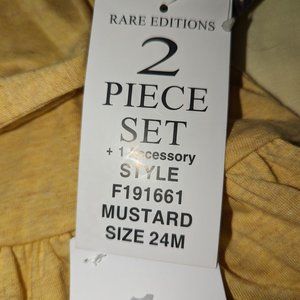 RARE EDITIONS
2
PIECE
SET
+ 1 Accessory
STYLE
F191661
MUSTARD
SIZE 24M